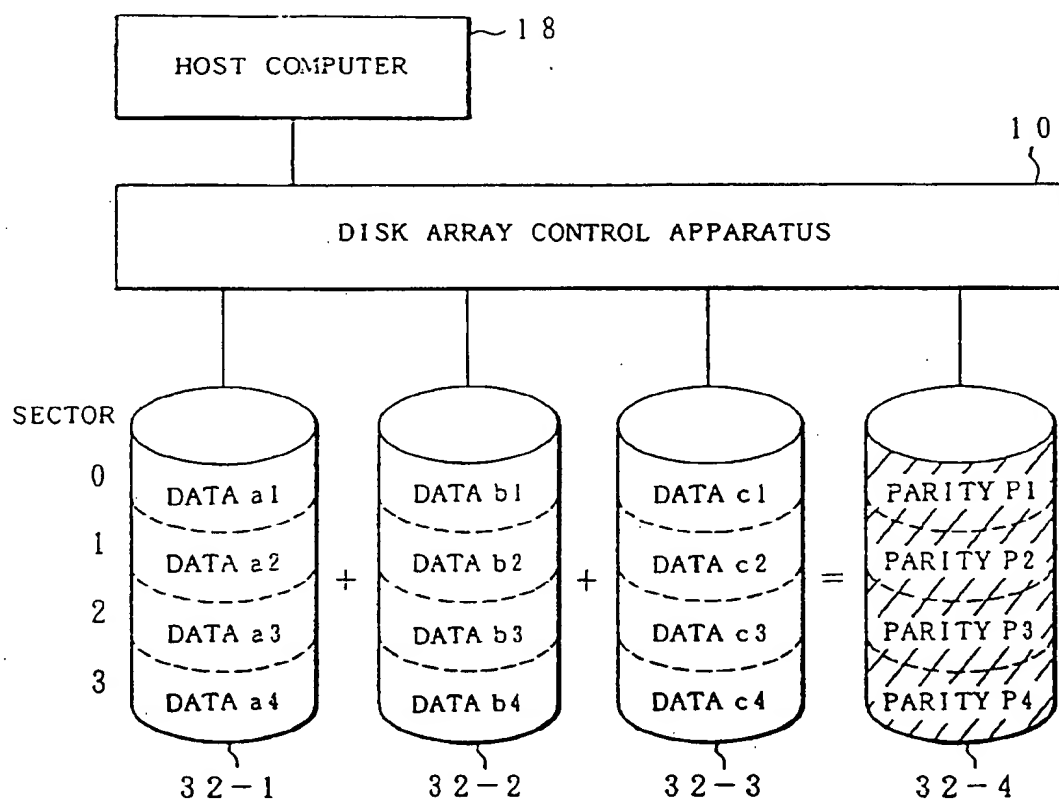 18
HOST COMPUTER
10
DISK ARRAY CONTROL APPARATUS
SECTOR
0
DATA a1
DATA b1
DATA c1
PARITY P1
1
DATA a2
+
DATA b2
+
DATA c2
=
PARITY P2
2
DATA a3
DATA b3
DATA c3
PARITY P3
3
DATA a4
DATA b4
DATA c4
PARITY P4
32-1
32-2
32-3
32-4